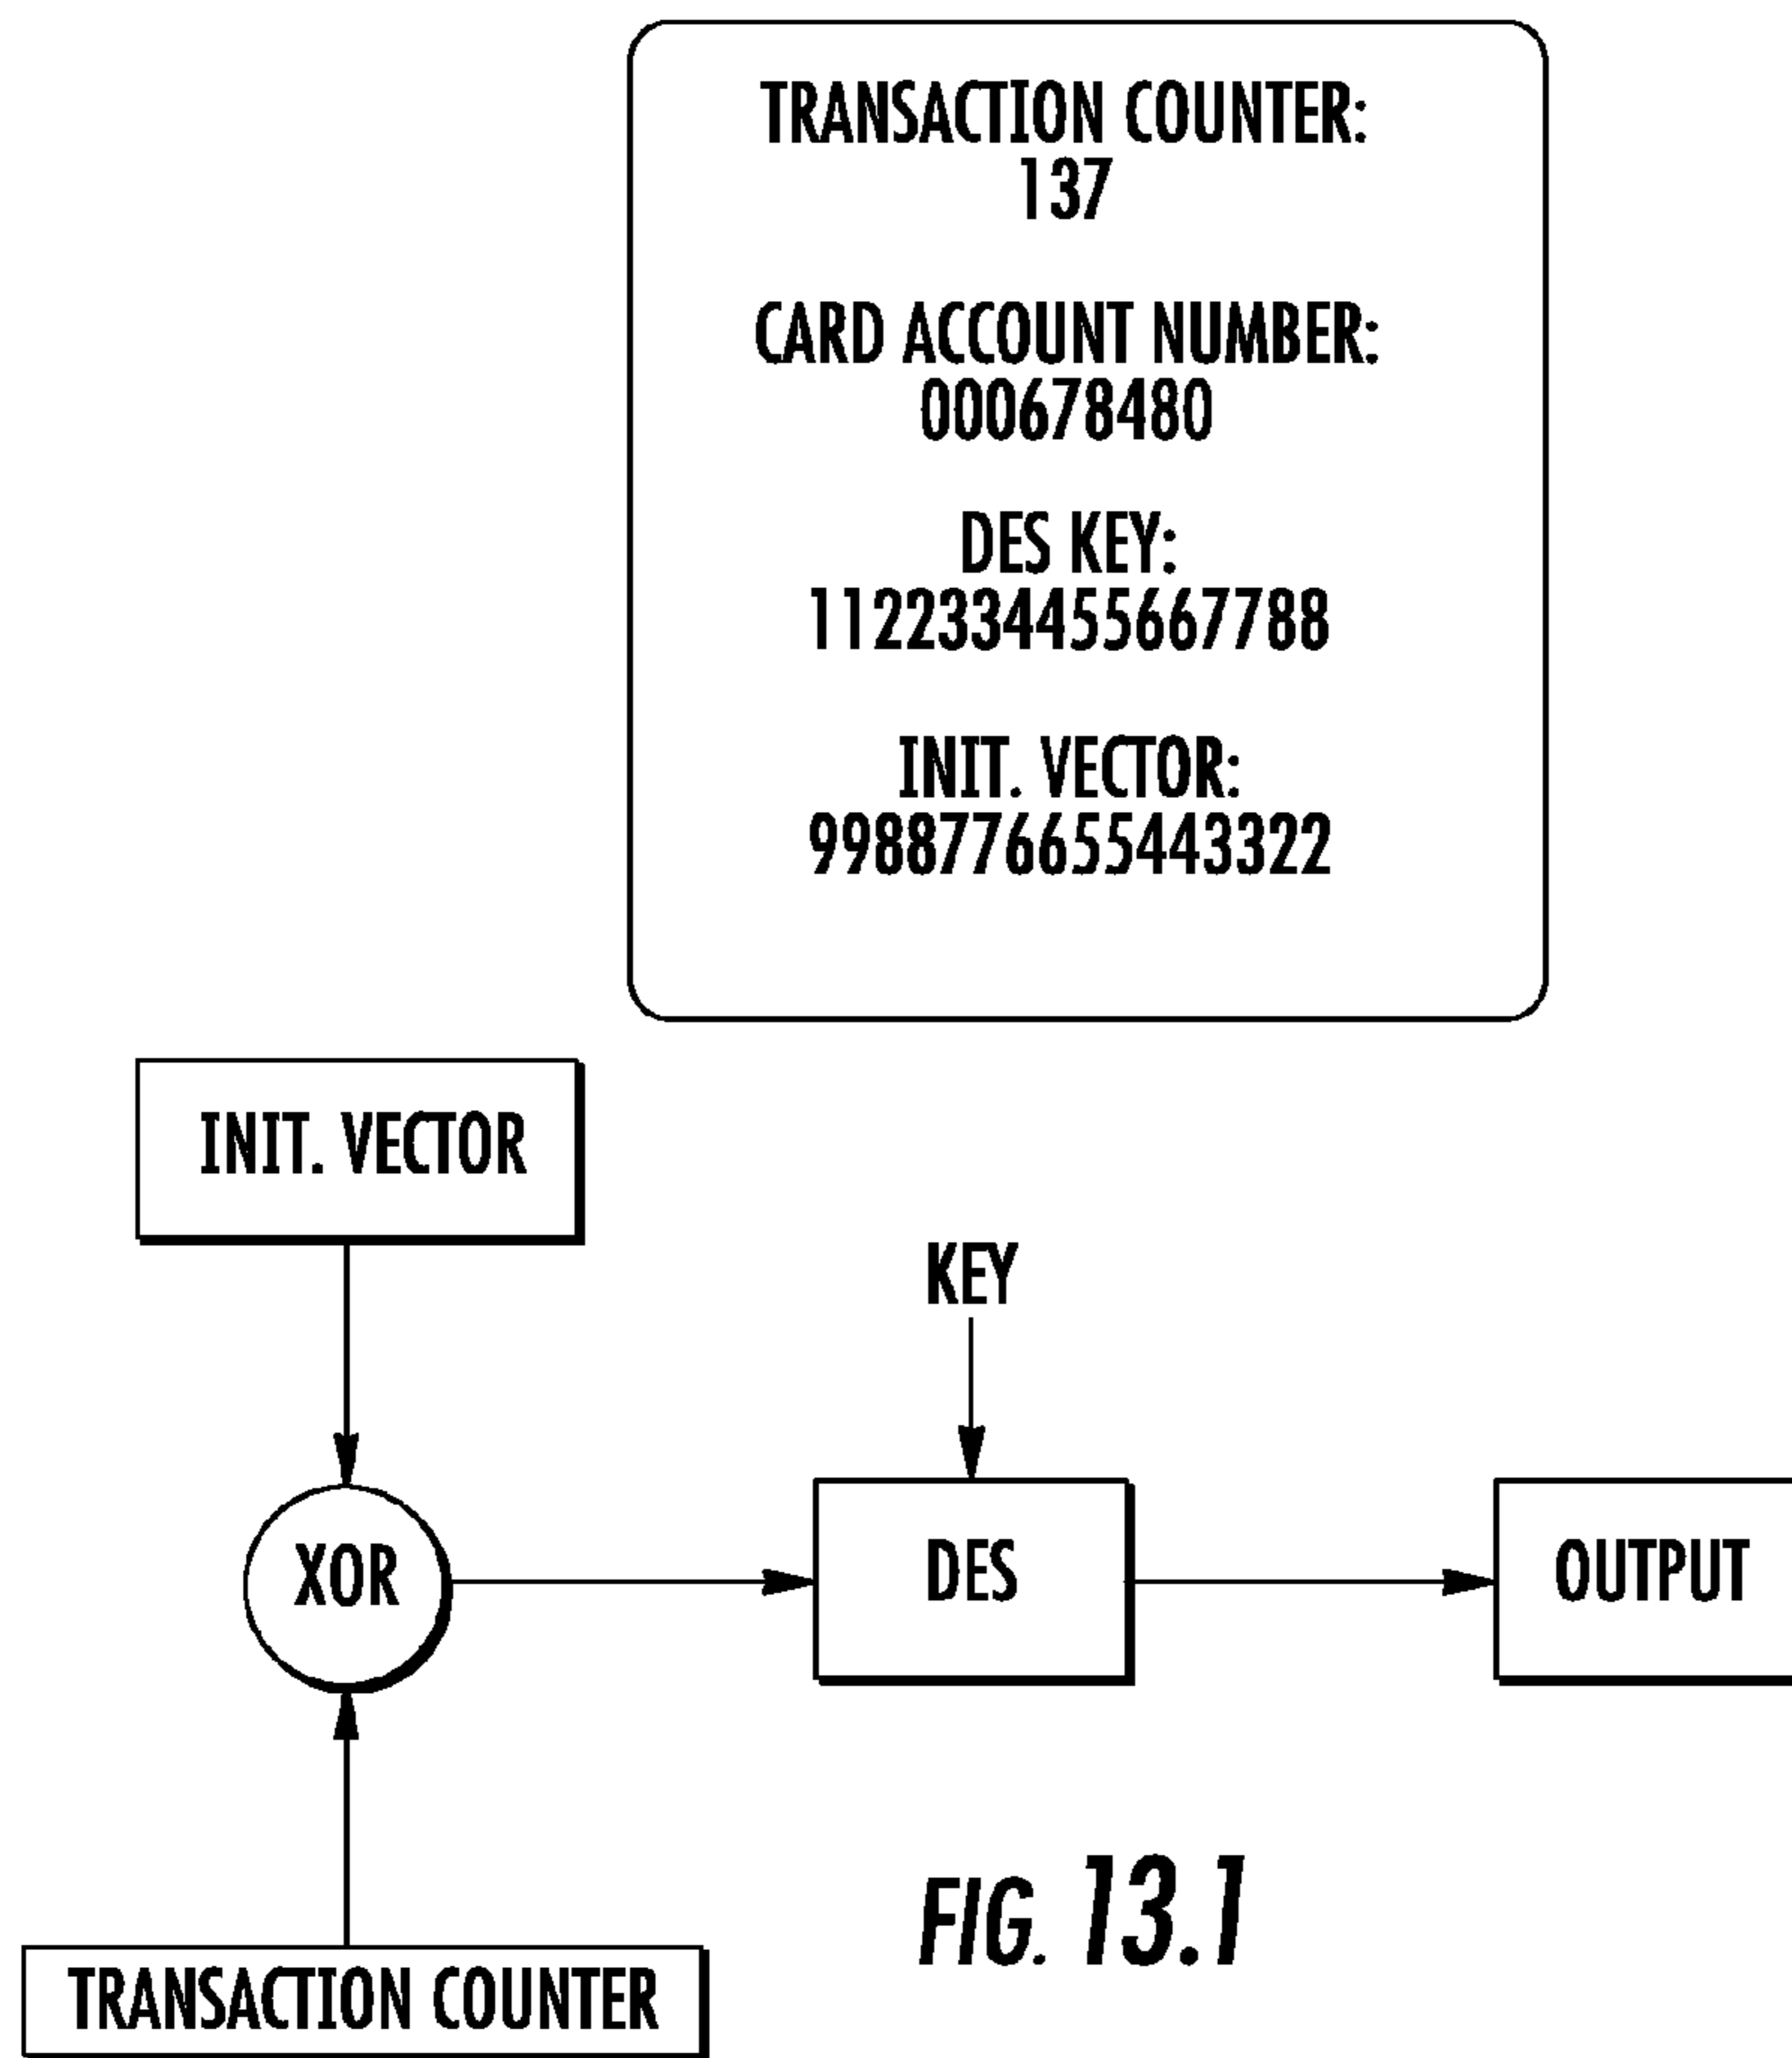 TRANSACTION COUNTER:
137
CARD ACCOUNT NUMBER:
000678480
DES KEY:
1122334455667788
INIT. VECTOR:
9988776655443322
INIT. VECTOR
KEY
XOR
DES
OUTPUT
TRANSACTION COUNTER
FIG. 13.1